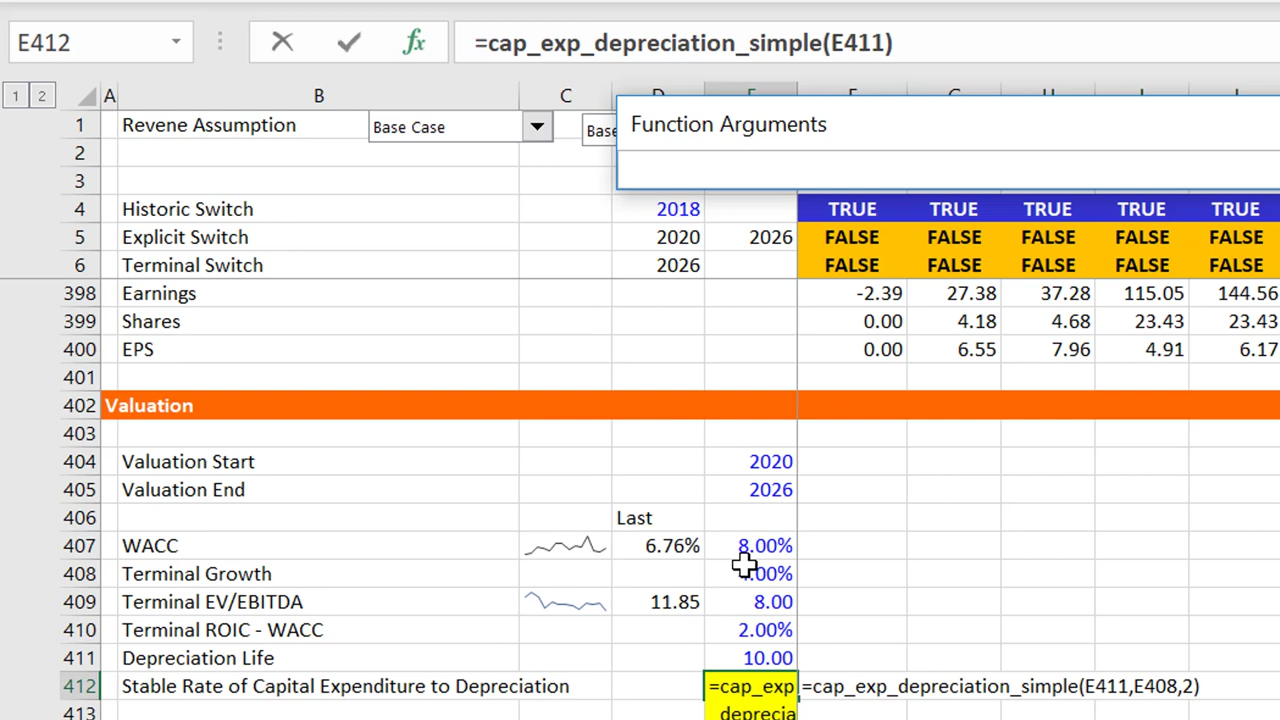 E412 =cap_exp_depreciation_simple(E411)
1 2 A B C
Function Arguments
1 Revene Assumption Base Case
2
3
4 Historic Switch 2018 TRUE TRUE TRUE TRUE TRUE
5 Explicit Switch 2020 2026 FALSE FALSE FALSE FALSE FALSE
6 Terminal Switch 2026 FALSE FALSE FALSE FALSE FALSE
398 Earnings -2.39 27.38 37.28 115.05 144.56
399 Shares 0.00 4.18 4.68 23.43 23.43
400 EPS 0.00 6.55 7.96 4.91 6.17
401
402 Valuation
403
404 Valuation Start 2020
405 Valuation End 2026
406 Last
407 WACC 6.76% 8.00%
408 Terminal Growth
409 Terminal EV/EBITDA 11.85 8.00
410 Terminal ROIC - WACC 2.00%
411 Depreciation Life 10.00
412 Stable Rate of Capital Expenditure to Depreciation =cap_exp =cap_exp_depreciation_simple(E411,E408,2)
413 deprecia